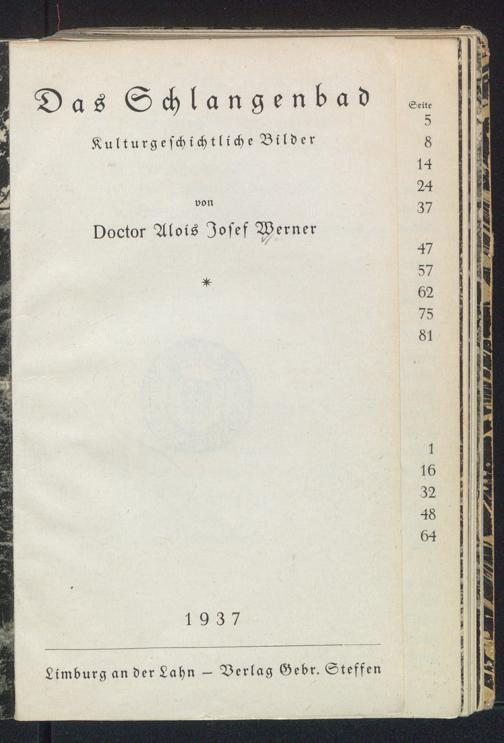 Das Schlangenbad
Kulturgeschichtliche Bilder
von
Doctor Alois Josef Werner
*
1937
Limburg an der Lahn — Verlag Gebr. Steffen
Seite
5
8
14
24
37
47
57
62
75
81
1
16
32
48
64